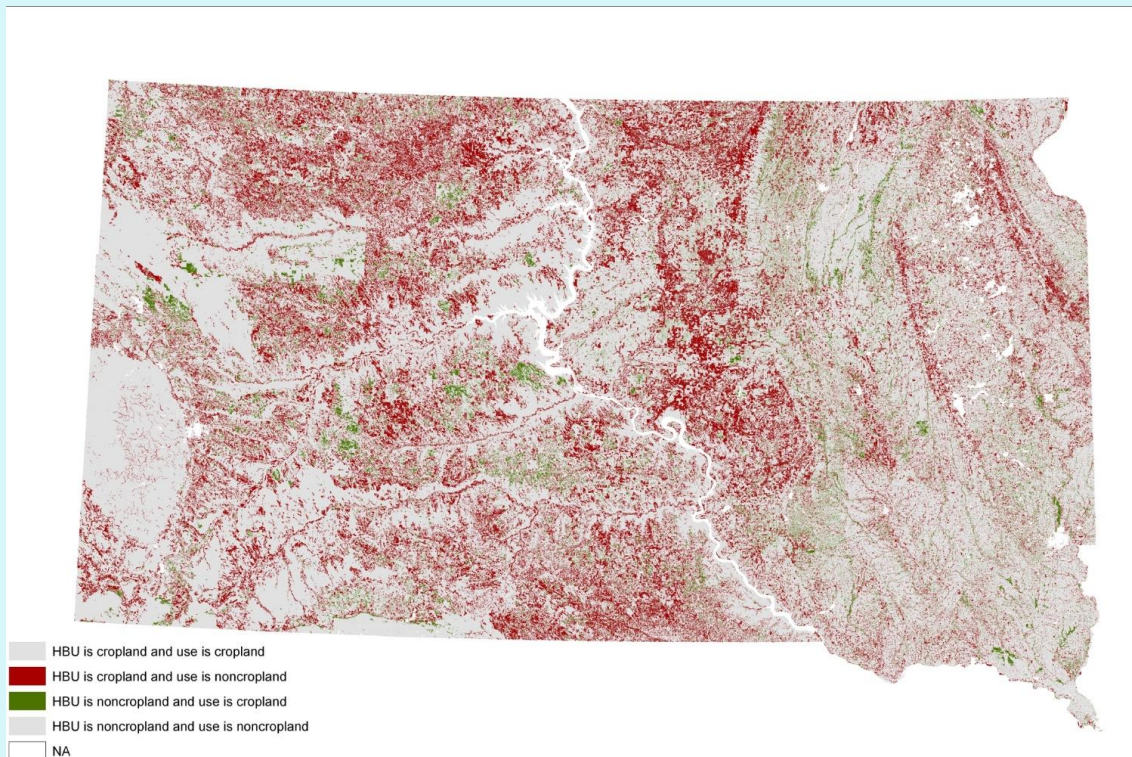 HBU is cropland and use is cropland
HBU is cropland and use is noncropland
HBU is noncropland and use is cropland
HBU is noncropland and use is noncropland
NA